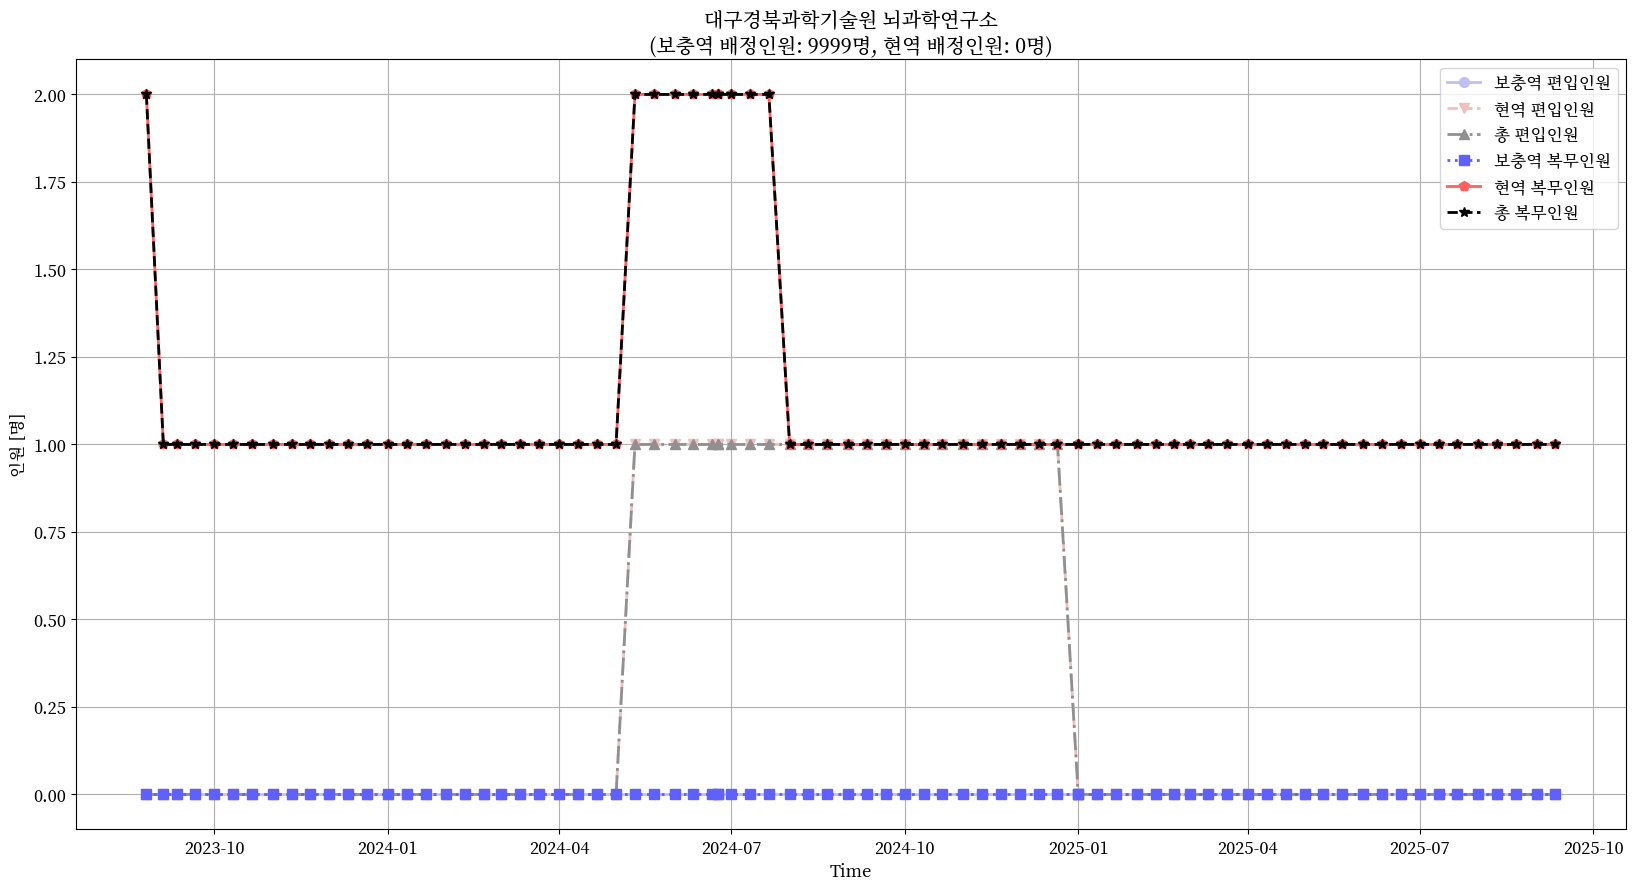 대구경북과학기술원 뇌과학연구소
(보충역 배정인원: 9999명, 현역 배정인원: 0명)
보충역 편입인원
현역 편입인원
총 편입인원
보충역 복무인원
현역 복무인원
총 복무인원
인원 [명]
2.00
1.75
1.50
1.25
1.00
0.75
0.50
0.25
0.00
2023-10
2024-01
2024-04
2024-07
2024-10
2025-01
2025-04
2025-07
2025-10
Time